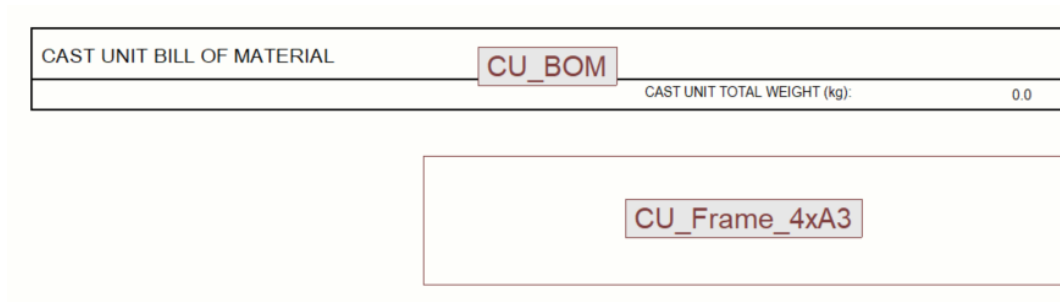 CAST UNIT BILL OF MATERIAL
CU_BOM
CAST UNIT TOTAL WEIGHT (kg): 0.0
CU_Frame_4xA3